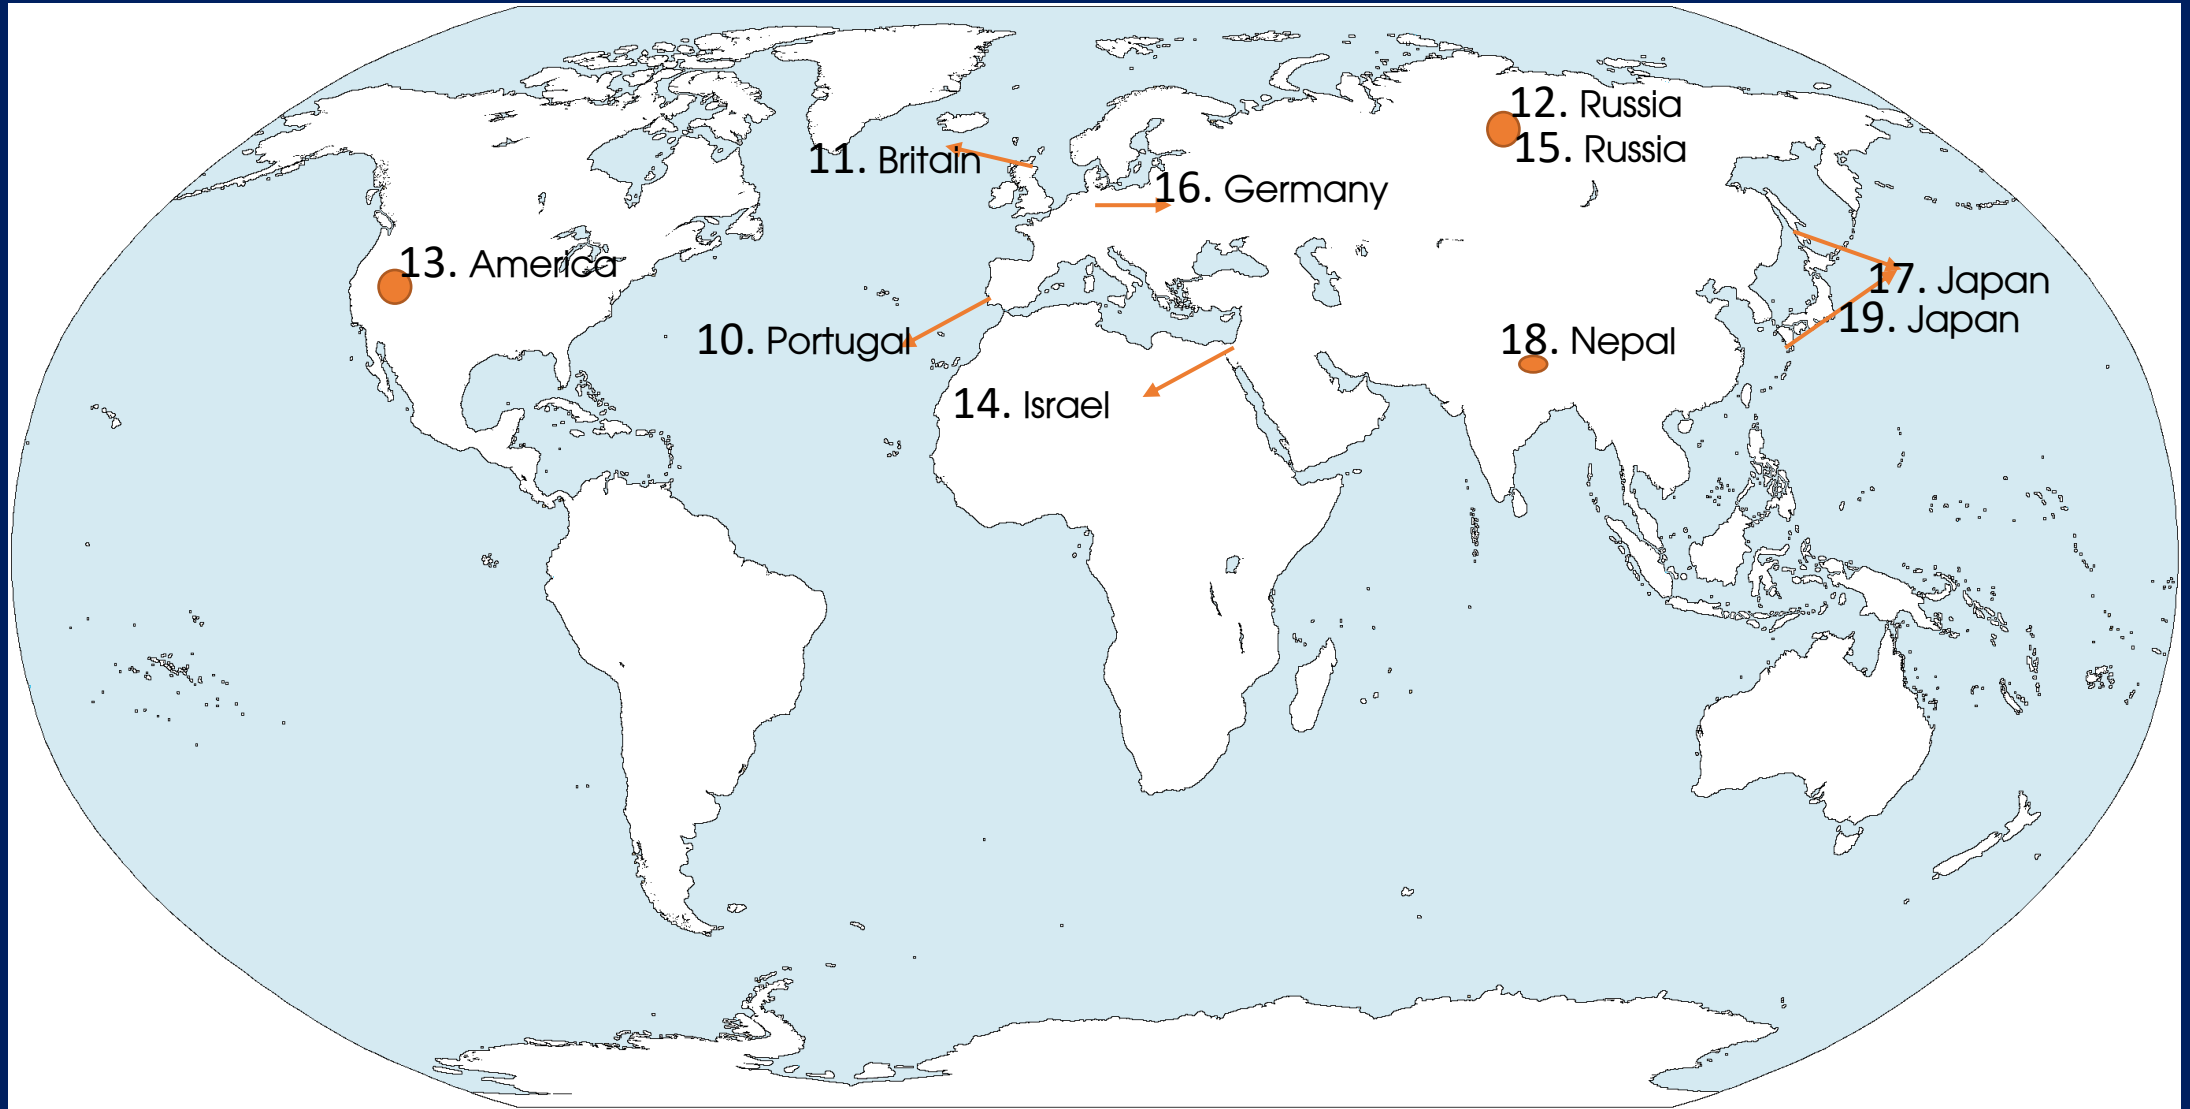 12. Russia
15. Russia
11. Britain
16. Germany
13. America
17. Japan
19. Japan
10. Portugal
18. Nepal
14. Israel